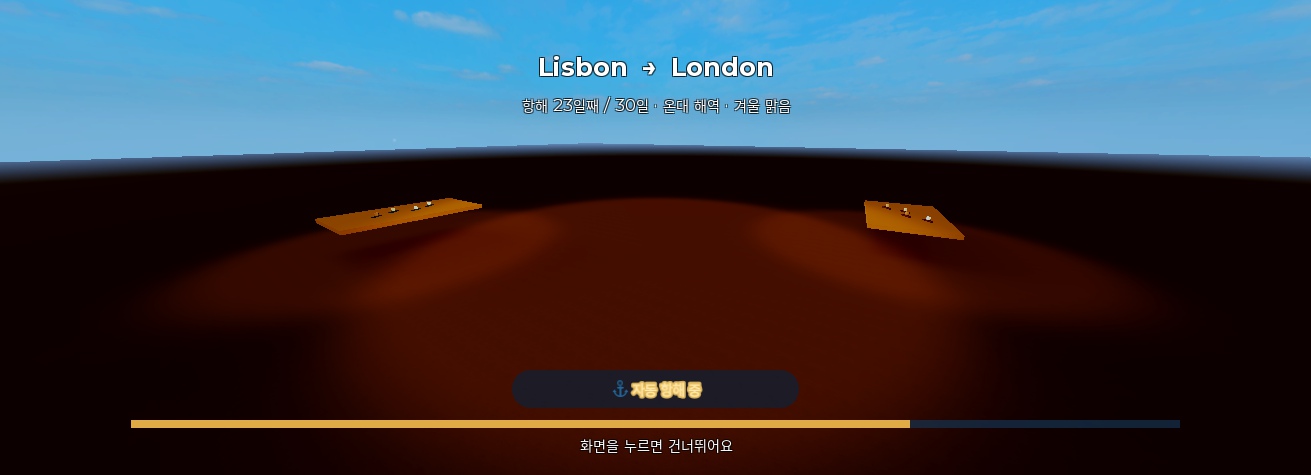 Lisbon → London
항해 23일째 / 30일 · 온대 해역 · 겨울 맑음
⚓ 자동 항해 중
화면을 누르면 건너뛰어요